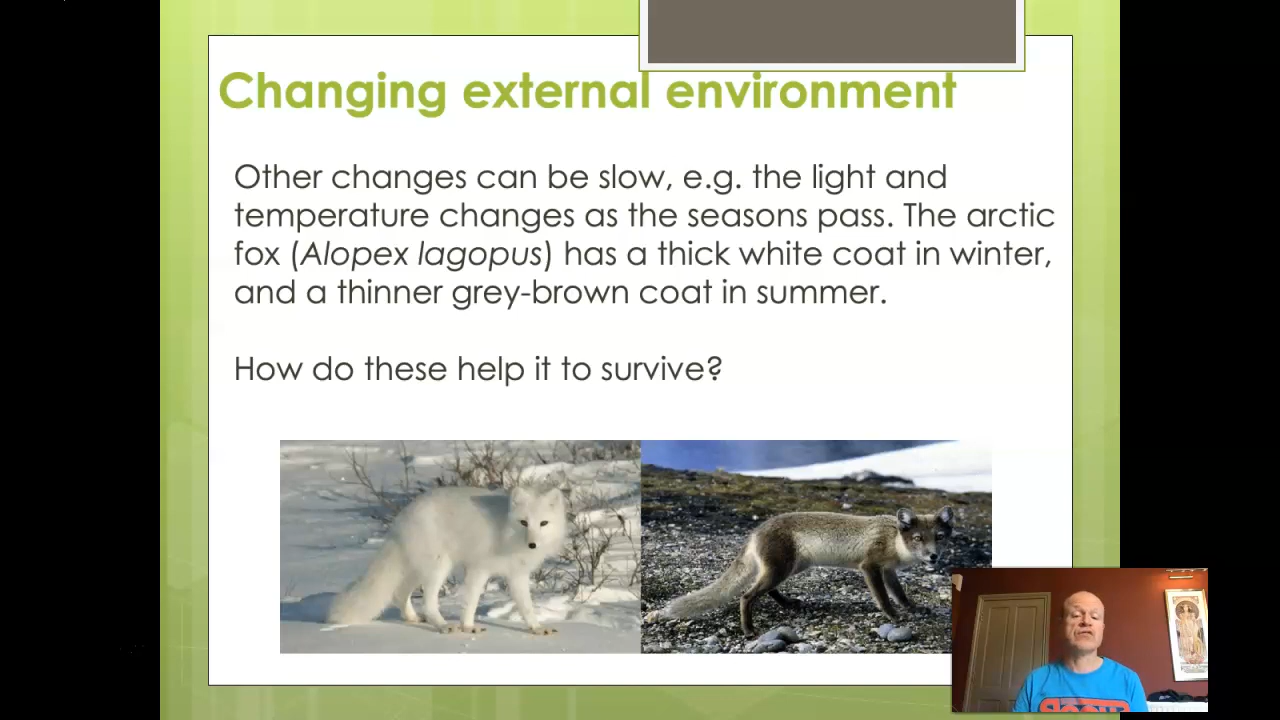 Changing external environment
Other changes can be slow, e.g. the light and
temperature changes as the seasons pass. The arctic
fox (Alopex lagopus) has a thick white coat in winter,
and a thinner grey-brown coat in summer.
How do these help it to survive?